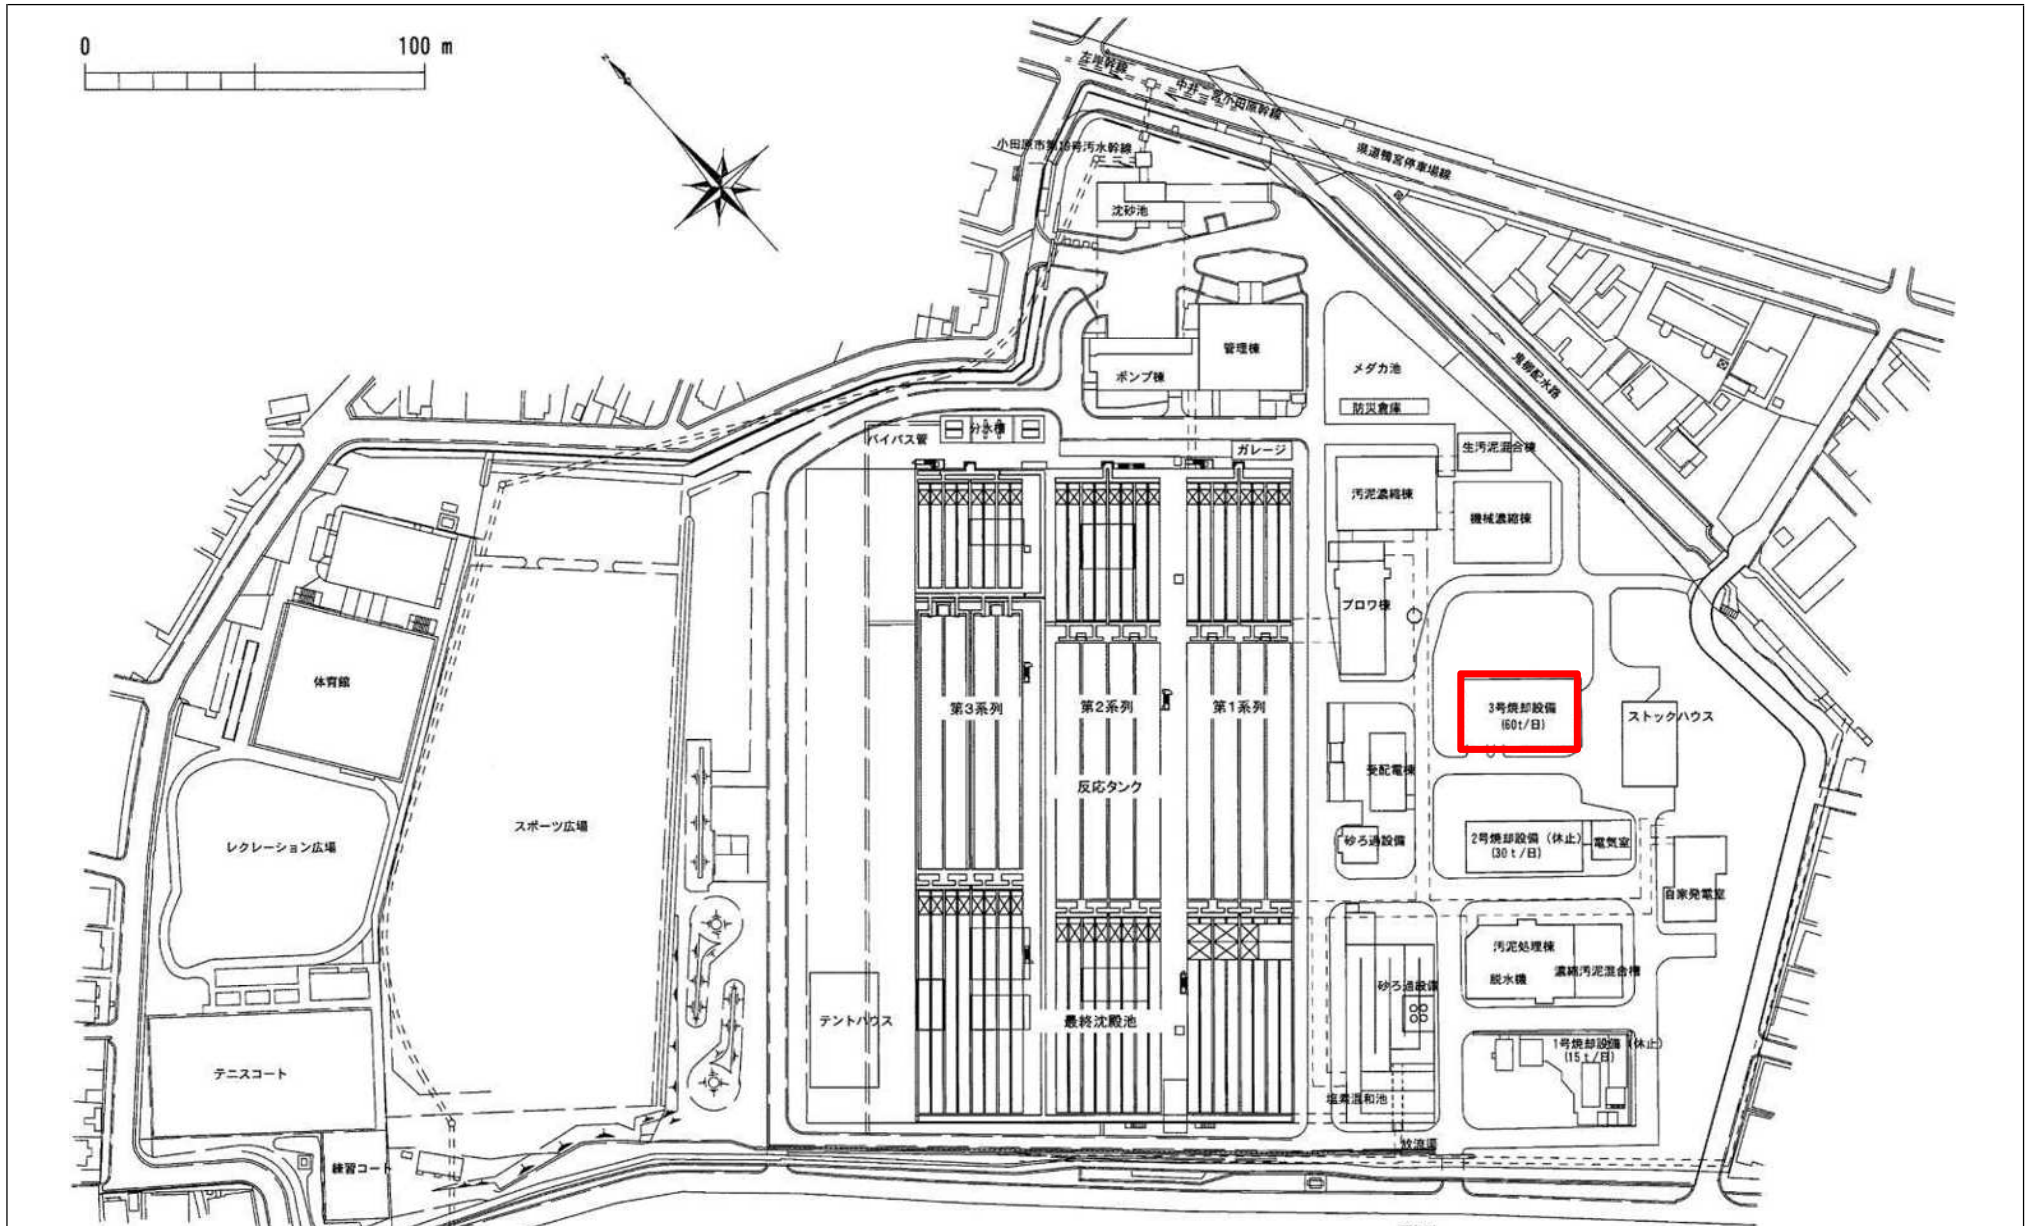 0 100 m
左岸幹線
中井二宮小田原幹線
小田原市第19号汚水幹線
県道鴨宮停車場線
沈砂池
管理棟
ポンプ棟
メダカ池
鬼柳配水路
防災倉庫
バイパス管
分水槽
ガレージ
生汚泥混合棟
汚泥濃縮棟
機械濃縮棟
ブロワ棟
体育館
第3系列
第2系列
第1系列
3号焼却設備
(60t/日)
ストックハウス
受配電棟
反応タンク
スポーツ広場
レクレーション広場
砂ろ過設備
2号焼却設備 (休止)
(30t/日)
電気室
自家発電室
汚泥処理棟
濃縮汚泥混合槽
脱水機
砂ろ過設備
テントハウス
最終沈殿池
1号焼却設備 (休止)
(15t/日)
テニスコート
塩素混和池
放流渠
練習コート